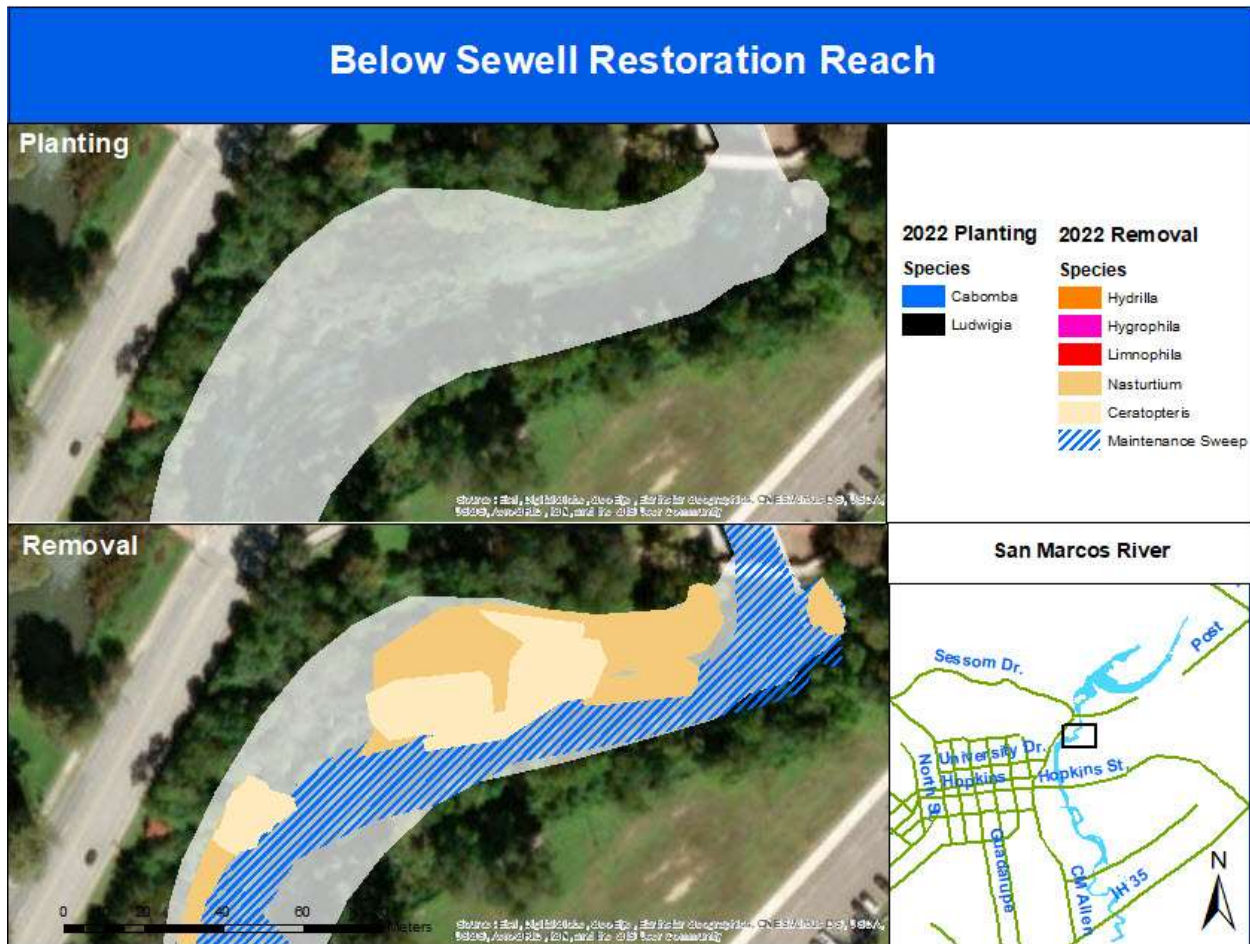 Below Sewell Restoration Reach
Planting
2022 Planting
Species
Cabomba
Ludwigia
2022 Removal
Species
Hydrilla
Hygrophila
Limnophila
Nasturtium
Ceratopteris
Maintenance Sweep
Removal
0
20
40
Meters
San Marcos River
Sessom Dr.
Post
University Dr.
Hopkins
Hopkins St.
North St
Guadalupe
CM Allen
IH 35
N